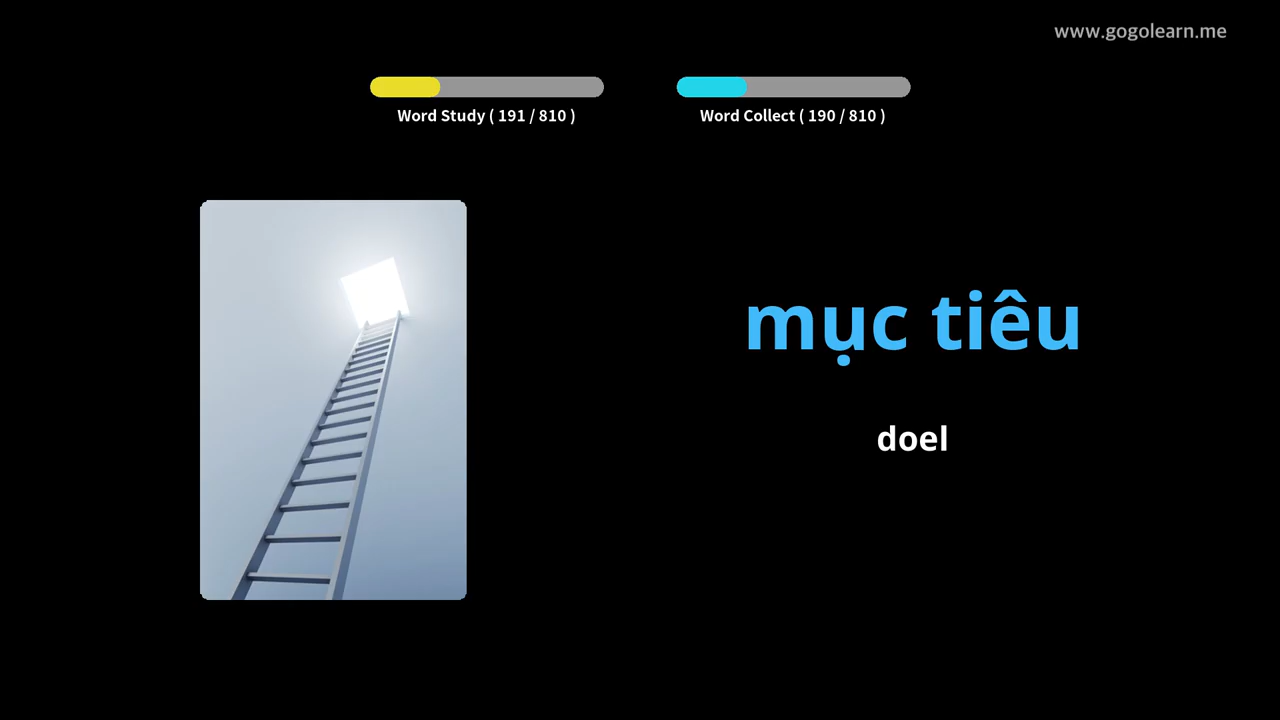 www.gogolearn.me
Word Study ( 191 / 810 )
Word Collect ( 190 / 810 )
mục tiêu
doel